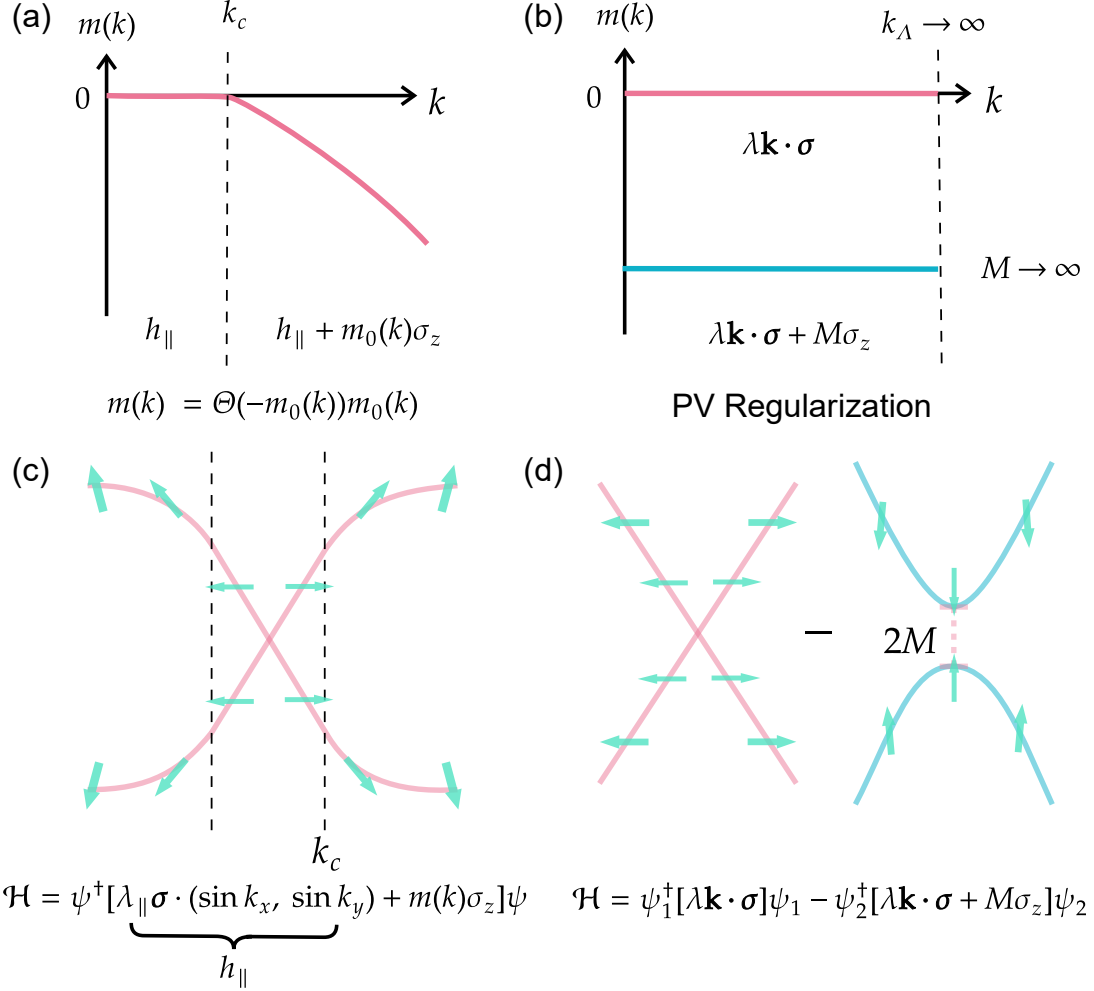 (a)
k_c
m(k)
0
k
h_∥
h_∥ + m_0(k)σ_z
m(k) = Θ(-m_0(k))m_0(k)
(b)
m(k)
k_Λ → ∞
0
k
λ𝐤 · 𝛔
M → ∞
λ𝐤 · 𝛔 + Mσ_z
PV Regularization
(c)
k_c
ℋ = ψ†[λ_∥𝛔 · (sin k_x, sin k_y) + m(k)σ_z]ψ
h_∥
(d)
−
2M
ℋ = ψ_1†[λ𝐤 · 𝛔]ψ_1 − ψ_2†[λ𝐤 · 𝛔 + Mσ_z]ψ_2